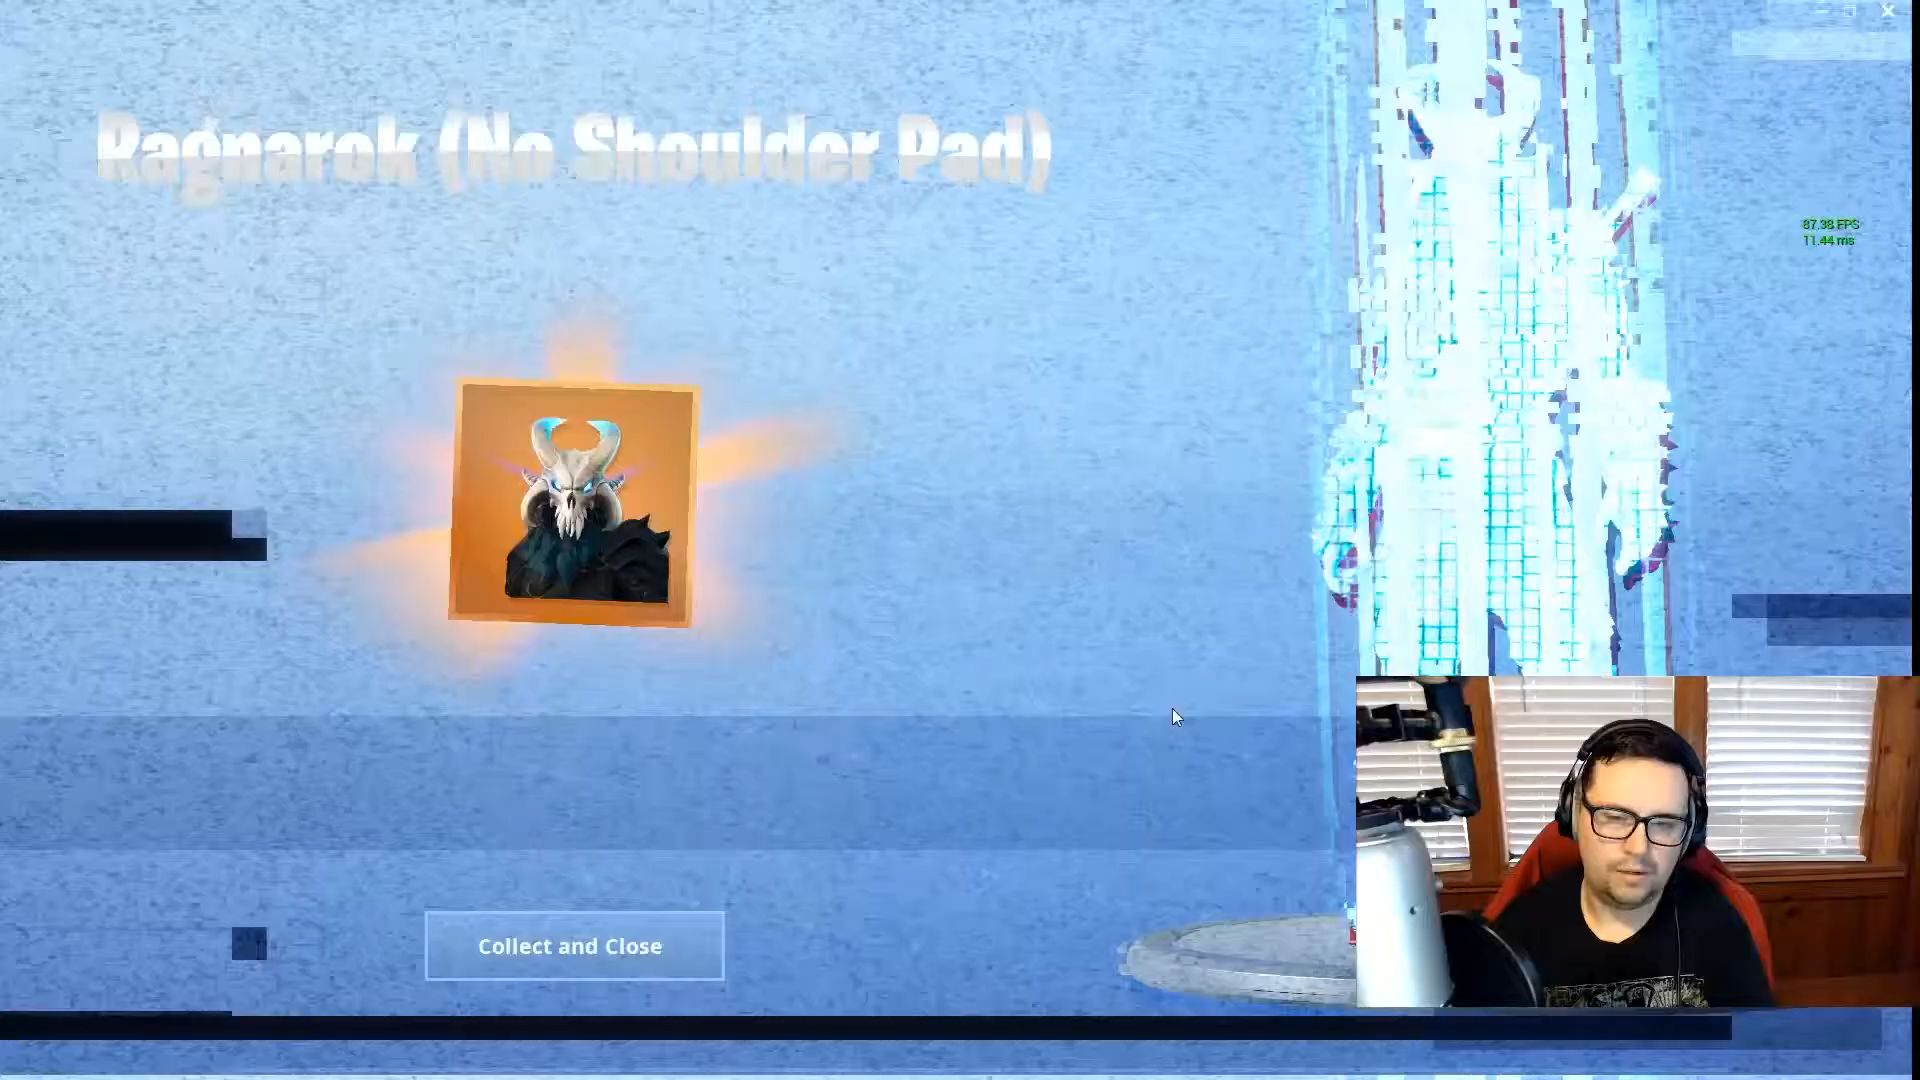 Ragnarok (No Shoulder Pad)
87.38 FPS
11.44 ms
Collect and Close